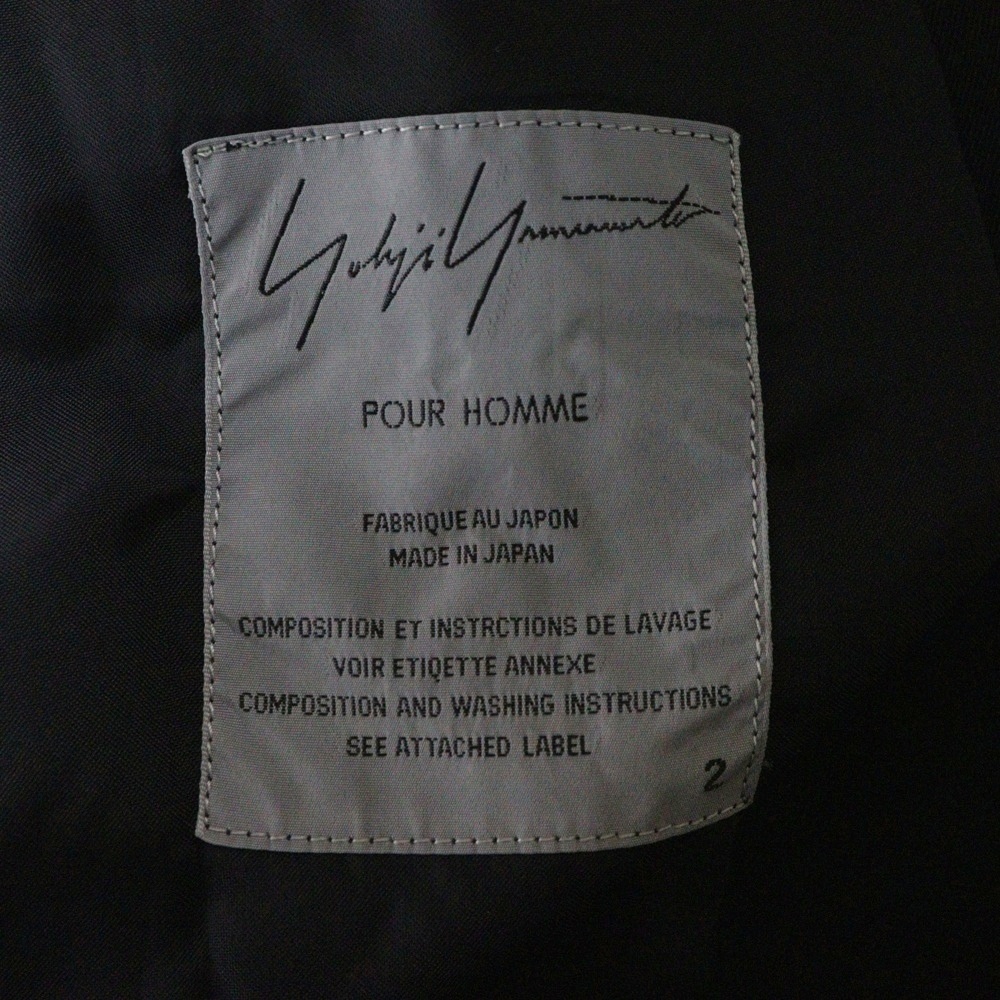 Yohji Yamamoto
POUR HOMME
FABRIQUE AU JAPON
MADE IN JAPAN
COMPOSITION ET INSTRCTIONS DE LAVAGE
VOIR ETIQETTE ANNEXE
COMPOSITION AND WASHING INSTRUCTIONS
SEE ATTACHED LABEL
2